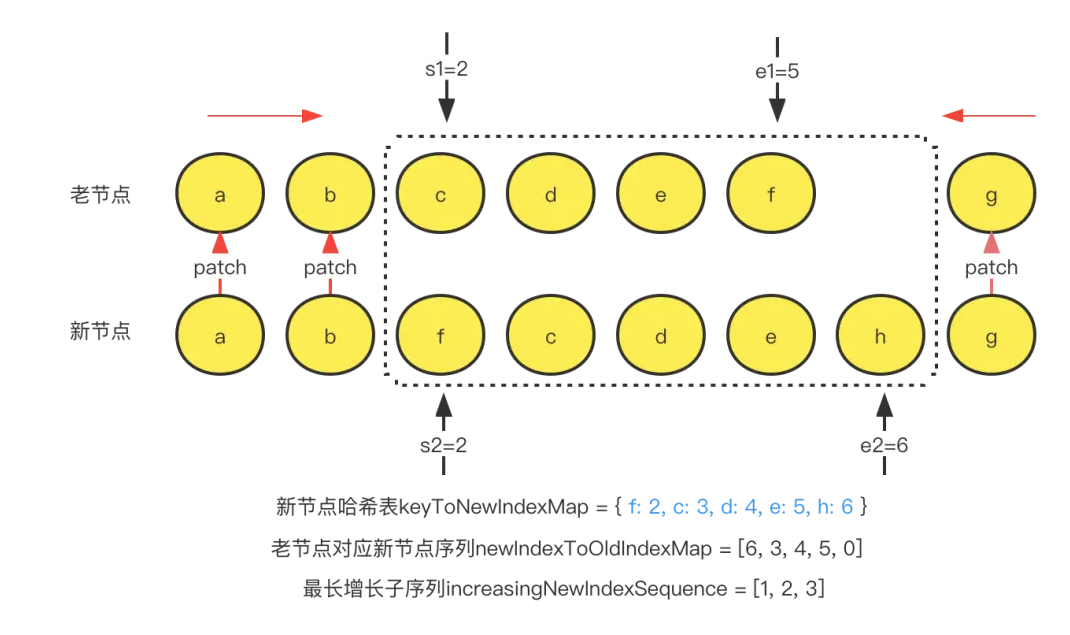 s1=2
e1=5
老节点
a
b
c
d
e
f
g
patch
patch
patch
新节点
a
b
f
c
d
e
h
g
s2=2
e2=6
新节点哈希表keyToNewIndexMap = { f: 2, c: 3, d: 4, e: 5, h: 6 }
老节点对应新节点序列newIndexToOldIndexMap = [6, 3, 4, 5, 0]
最长增长子序列increasingNewIndexSequence = [1, 2, 3]